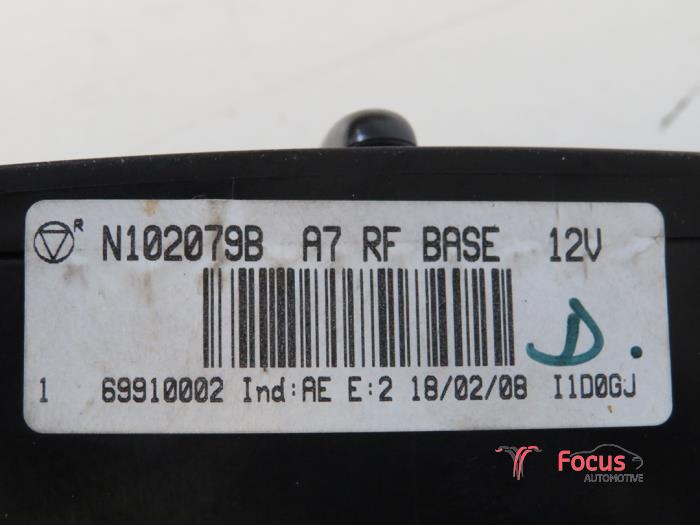 R N102079B A7 RF BASE 12V
D.
1 69910002 Ind:AE E:2 18/02/08 I1D0GJ
Focus
AUTOMOTIVE